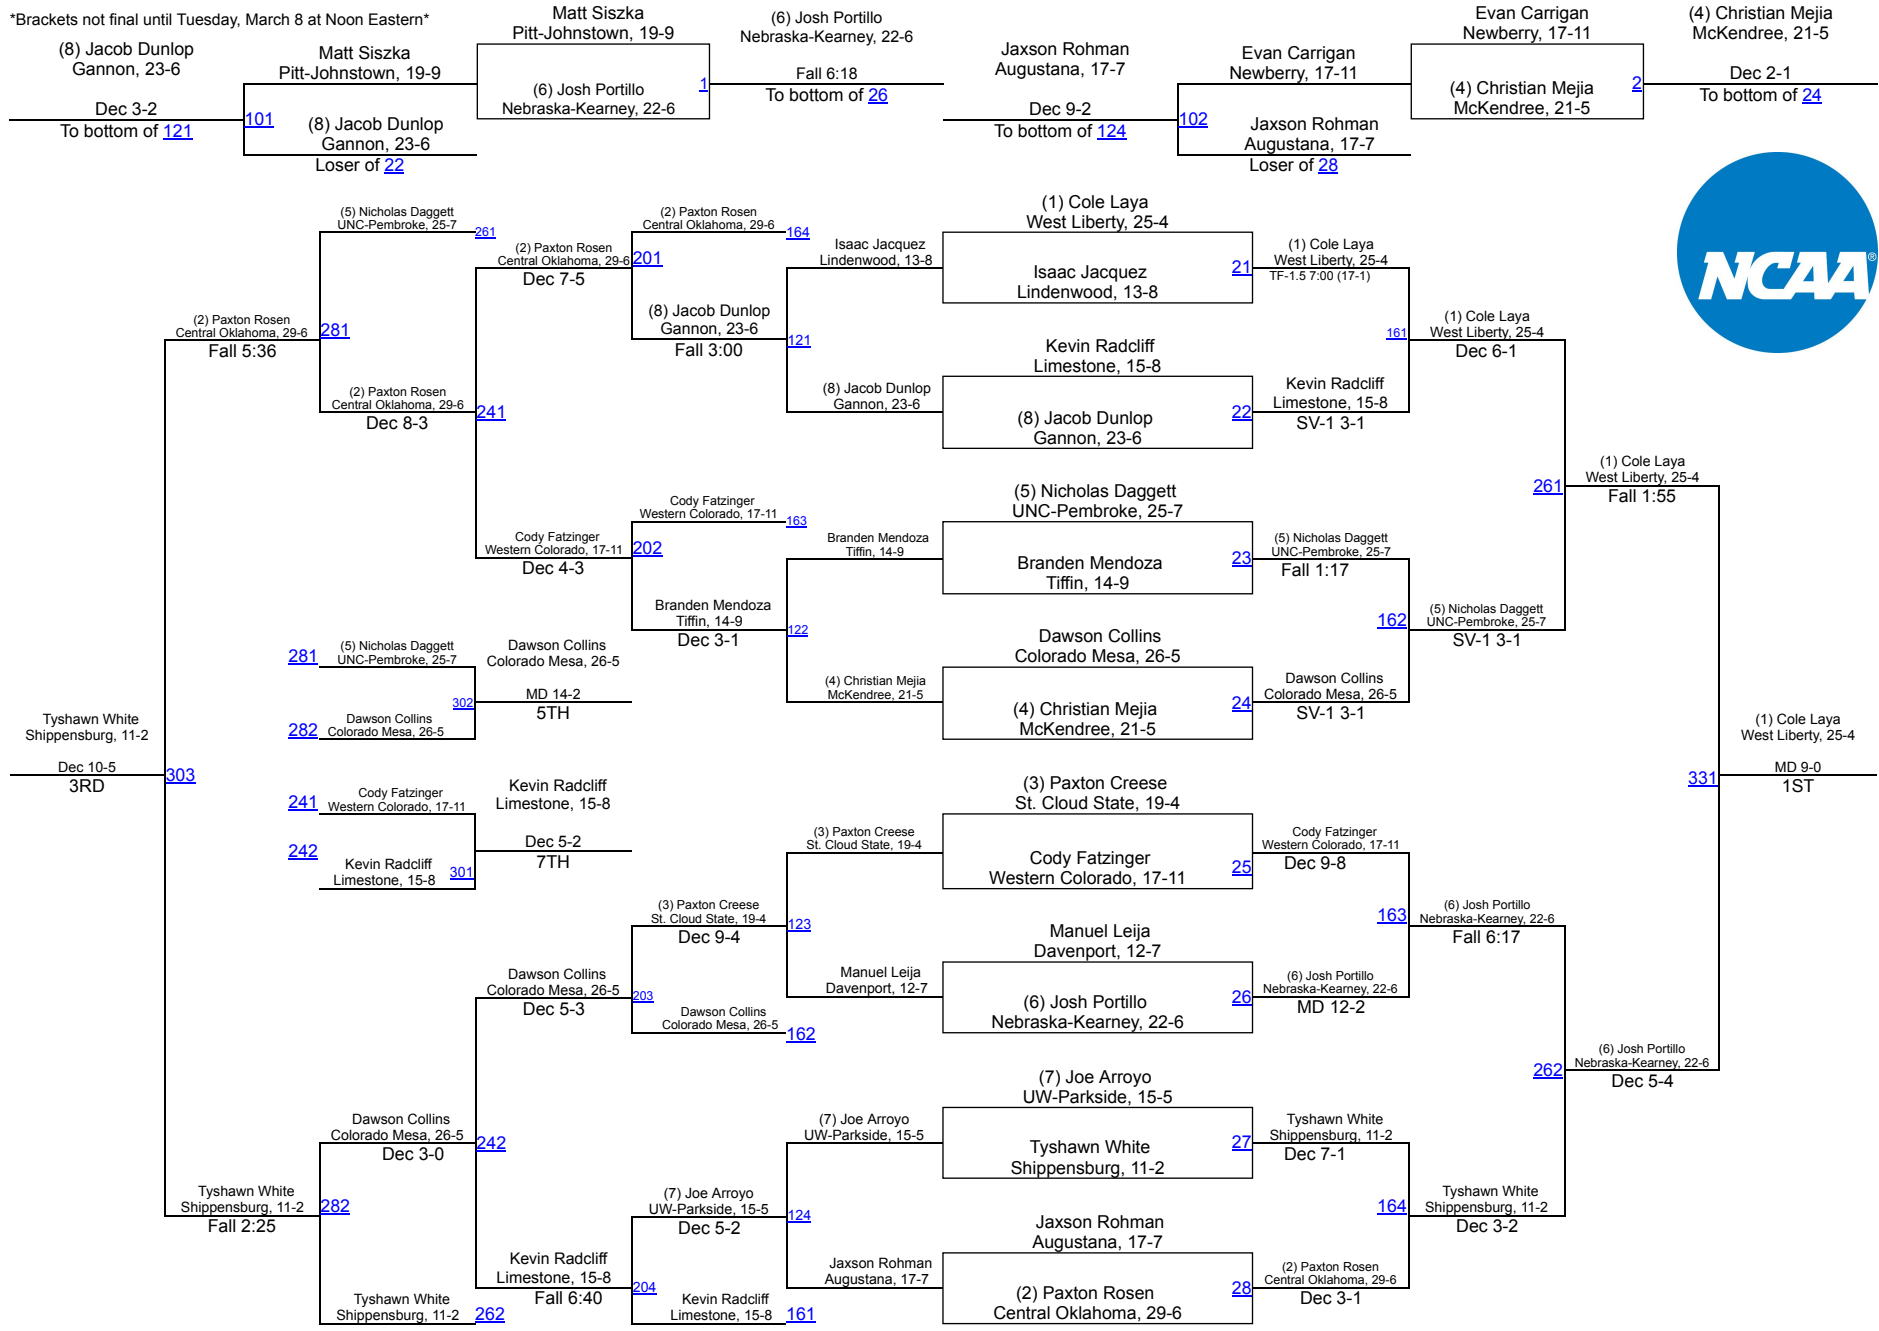 *Brackets not final until Tuesday, March 8 at Noon Eastern*
(8) Jacob Dunlop
Gannon, 23-6
Dec 3-2
To bottom of 121
Matt Siszka
Pitt-Johnstown, 19-9
101
(8) Jacob Dunlop
Gannon, 23-6
Loser of 22
Matt Siszka
Pitt-Johnstown, 19-9
(6) Josh Portillo
Nebraska-Kearney, 22-6
1
(6) Josh Portillo
Nebraska-Kearney, 22-6
Fall 6:18
To bottom of 26
Jaxson Rohman
Augustana, 17-7
Dec 9-2
To bottom of 124
Evan Carrigan
Newberry, 17-11
102
Jaxson Rohman
Augustana, 17-7
Loser of 28
Evan Carrigan
Newberry, 17-11
(4) Christian Mejia
McKendree, 21-5
2
(4) Christian Mejia
McKendree, 21-5
Dec 2-1
To bottom of 24
NCAA®
(1) Cole Laya
West Liberty, 25-4
Isaac Jacquez
Lindenwood, 13-8
21
Kevin Radcliff
Limestone, 15-8
(8) Jacob Dunlop
Gannon, 23-6
22
(5) Nicholas Daggett
UNC-Pembroke, 25-7
Branden Mendoza
Tiffin, 14-9
23
Dawson Collins
Colorado Mesa, 26-5
(4) Christian Mejia
McKendree, 21-5
24
(3) Paxton Creese
St. Cloud State, 19-4
Cody Fatzinger
Western Colorado, 17-11
25
Manuel Leija
Davenport, 12-7
(6) Josh Portillo
Nebraska-Kearney, 22-6
26
(7) Joe Arroyo
UW-Parkside, 15-5
Tyshawn White
Shippensburg, 11-2
27
Jaxson Rohman
Augustana, 17-7
(2) Paxton Rosen
Central Oklahoma, 29-6
28
(1) Cole Laya
West Liberty, 25-4
TF-1.5 7:00 (17-1)
161
Kevin Radcliff
Limestone, 15-8
SV-1 3-1
(5) Nicholas Daggett
UNC-Pembroke, 25-7
Fall 1:17
162
Dawson Collins
Colorado Mesa, 26-5
SV-1 3-1
Cody Fatzinger
Western Colorado, 17-11
Dec 9-8
163
(6) Josh Portillo
Nebraska-Kearney, 22-6
MD 12-2
Tyshawn White
Shippensburg, 11-2
Dec 7-1
164
(2) Paxton Rosen
Central Oklahoma, 29-6
Dec 3-1
(1) Cole Laya
West Liberty, 25-4
Dec 6-1
261
(5) Nicholas Daggett
UNC-Pembroke, 25-7
SV-1 3-1
(6) Josh Portillo
Nebraska-Kearney, 22-6
Fall 6:17
262
Tyshawn White
Shippensburg, 11-2
Dec 3-2
(1) Cole Laya
West Liberty, 25-4
Fall 1:55
331
(6) Josh Portillo
Nebraska-Kearney, 22-6
Dec 5-4
(1) Cole Laya
West Liberty, 25-4
MD 9-0
1ST
Isaac Jacquez
Lindenwood, 13-8
121
(8) Jacob Dunlop
Gannon, 23-6
Branden Mendoza
Tiffin, 14-9
122
(4) Christian Mejia
McKendree, 21-5
(3) Paxton Creese
St. Cloud State, 19-4
123
Manuel Leija
Davenport, 12-7
(7) Joe Arroyo
UW-Parkside, 15-5
124
Jaxson Rohman
Augustana, 17-7
(2) Paxton Rosen
Central Oklahoma, 29-6
164
201
(8) Jacob Dunlop
Gannon, 23-6
Fall 3:00
Cody Fatzinger
Western Colorado, 17-11
163
202
Branden Mendoza
Tiffin, 14-9
Dec 3-1
(3) Paxton Creese
St. Cloud State, 19-4
Dec 9-4
203
Dawson Collins
Colorado Mesa, 26-5
162
(7) Joe Arroyo
UW-Parkside, 15-5
Dec 5-2
204
Kevin Radcliff
Limestone, 15-8
161
(2) Paxton Rosen
Central Oklahoma, 29-6
Dec 7-5
241
Cody Fatzinger
Western Colorado, 17-11
Dec 4-3
Dawson Collins
Colorado Mesa, 26-5
Dec 5-3
242
Kevin Radcliff
Limestone, 15-8
Fall 6:40
(5) Nicholas Daggett
UNC-Pembroke, 25-7
261
281
(2) Paxton Rosen
Central Oklahoma, 29-6
Dec 8-3
Dawson Collins
Colorado Mesa, 26-5
Dec 3-0
282
Tyshawn White
Shippensburg, 11-2
262
(2) Paxton Rosen
Central Oklahoma, 29-6
Fall 5:36
303
Tyshawn White
Shippensburg, 11-2
Fall 2:25
Tyshawn White
Shippensburg, 11-2
Dec 10-5
3RD
281
(5) Nicholas Daggett
UNC-Pembroke, 25-7
302
282
Dawson Collins
Colorado Mesa, 26-5
Dawson Collins
Colorado Mesa, 26-5
MD 14-2
5TH
241
Cody Fatzinger
Western Colorado, 17-11
242
Kevin Radcliff
Limestone, 15-8
301
Kevin Radcliff
Limestone, 15-8
Dec 5-2
7TH